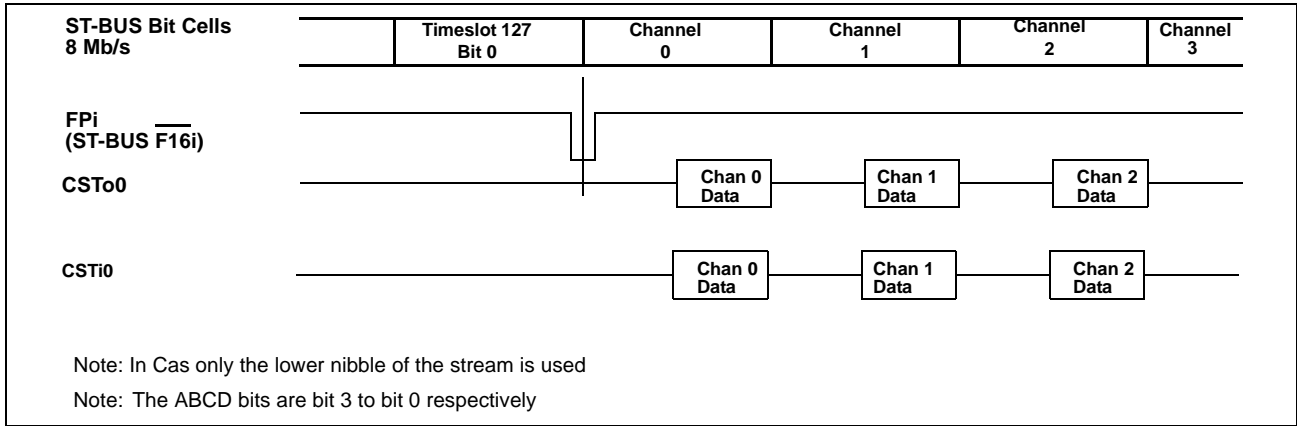 ST-BUS Bit Cells
8 Mb/s
Timeslot 127
Bit 0
Channel
0
Channel
1
Channel
2
Channel
3
FPi
(ST-BUS F16i)
CSTo0
Chan 0
Data
Chan 1
Data
Chan 2
Data
CSTi0
Chan 0
Data
Chan 1
Data
Chan 2
Data
Note: In Cas only the lower nibble of the stream is used
Note: The ABCD bits are bit 3 to bit 0 respectively